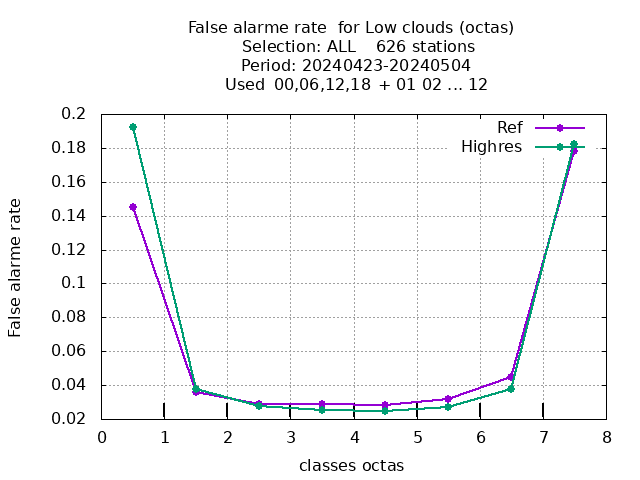 False alarme rate  for Low clouds (octas)
Selection: ALL    626 stations
Period: 20240423-20240504
Used  00,06,12,18 + 01 02 ... 12
Ref
Highres
0.2
0.18
0.16
0.14
0.12
0.1
0.08
0.06
0.04
0.02
False alarme rate
0 1 2 3 4 5 6 7 8
classes octas